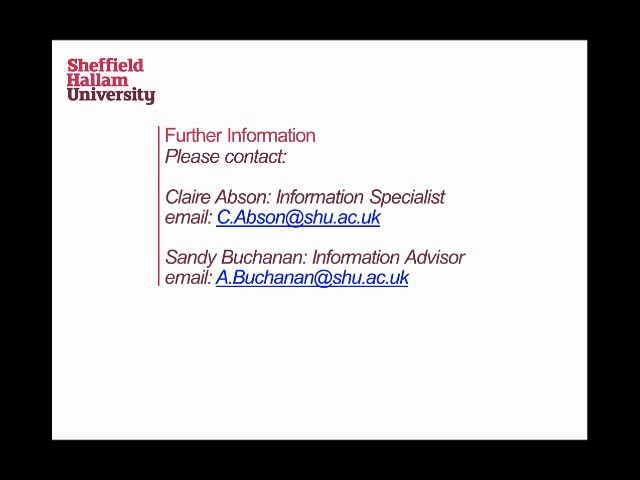 Sheffield
Hallam
University
Further Information
Please contact:
Claire Abson: Information Specialist
email: C.Abson@shu.ac.uk
Sandy Buchanan: Information Advisor
email: A.Buchanan@shu.ac.uk